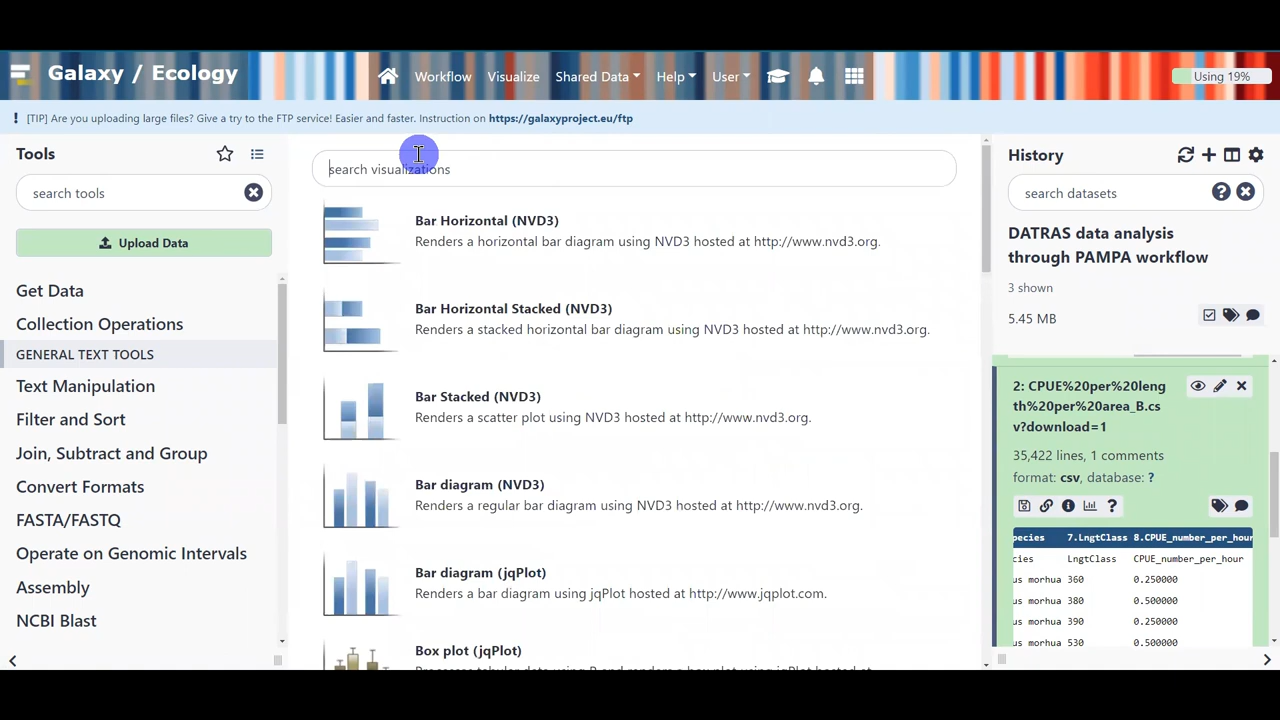 Galaxy / Ecology
Workflow Visualize Shared Data Help User
Using 19%
! [TIP] Are you uploading large files? Give a try to the FTP service! Easier and faster. Instruction on https://galaxyproject.eu/ftp
Tools
search tools
Upload Data
Get Data
Collection Operations
GENERAL TEXT TOOLS
Text Manipulation
Filter and Sort
Join, Subtract and Group
Convert Formats
FASTA/FASTQ
Operate on Genomic Intervals
Assembly
NCBI Blast
search visualizations
Bar Horizontal (NVD3)
Renders a horizontal bar diagram using NVD3 hosted at http://www.nvd3.org.
Bar Horizontal Stacked (NVD3)
Renders a stacked horizontal bar diagram using NVD3 hosted at http://www.nvd3.org.
Bar Stacked (NVD3)
Renders a scatter plot using NVD3 hosted at http://www.nvd3.org.
Bar diagram (NVD3)
Renders a regular bar diagram using NVD3 hosted at http://www.nvd3.org.
Bar diagram (jqPlot)
Renders a bar diagram using jqPlot hosted at http://www.jqplot.com.
Box plot (jqPlot)
History
search datasets
DATRAS data analysis
through PAMPA workflow
3 shown
5.45 MB
2: CPUE%20per%20leng
th%20per%20area_B.cs
v?download=1
35,422 lines, 1 comments
format: csv, database: ?
pecies 7.LngtClass 8.CPUE_number_per_hour
cies LngtClass CPUE_number_per_hour
us morhua 360 0.250000
us morhua 380 0.500000
us morhua 390 0.250000
us morhua 530 0.500000